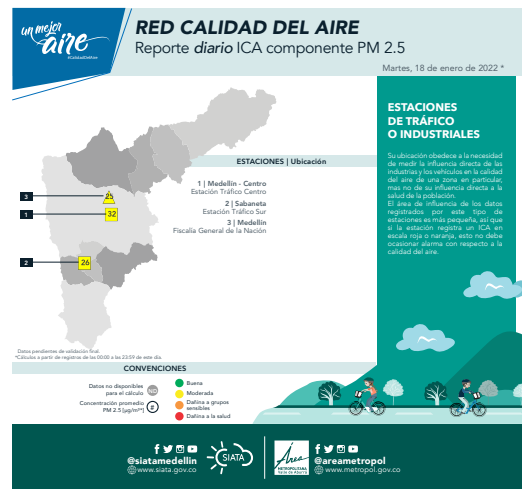 un mejor
aire
#CalidadDelAire
RED CALIDAD DEL AIRE
Reporte diario ICA componente PM 2.5
Martes, 18 de enero de 2022 *
ESTACIONES | Ubicación
1 | Medellín - Centro
Estación Tráfico Centro
2 | Sabaneta
Estación Tráfico Sur
3 | Medellín
Fiscalía General de la Nación
3
25
1
32
2
26
ESTACIONES
DE TRÁFICO
O INDUSTRIALES
Su ubicación obedece a la necesidad
de medir la influencia directa de las
industrias y los vehículos en la calidad
del aire de una zona en particular,
mas no de su influencia directa a la
salud de la población.
El área de influencia de los datos
registrados por este tipo de
estaciones es más pequeña, así que
si la estación registra un ICA en
escala roja o naranja, esto no debe
ocasionar alarma con respecto a la
calidad del aire.
Datos pendientes de validación final.
*Cálculos a partir de registros de las 00:00 a las 23:59 de este día.
CONVENCIONES
Datos no disponibles
para el cálculo
ND
Concentración promedio
PM 2.5 [µg/m³*]
#
Buena
Moderada
Dañina a grupos
sensibles
Dañina a la salud
@siatamedellin
www.siata.gov.co
SIATA
Área
METROPOLITANA
Valle de Aburrá
@areametropol
www.metropol.gov.co